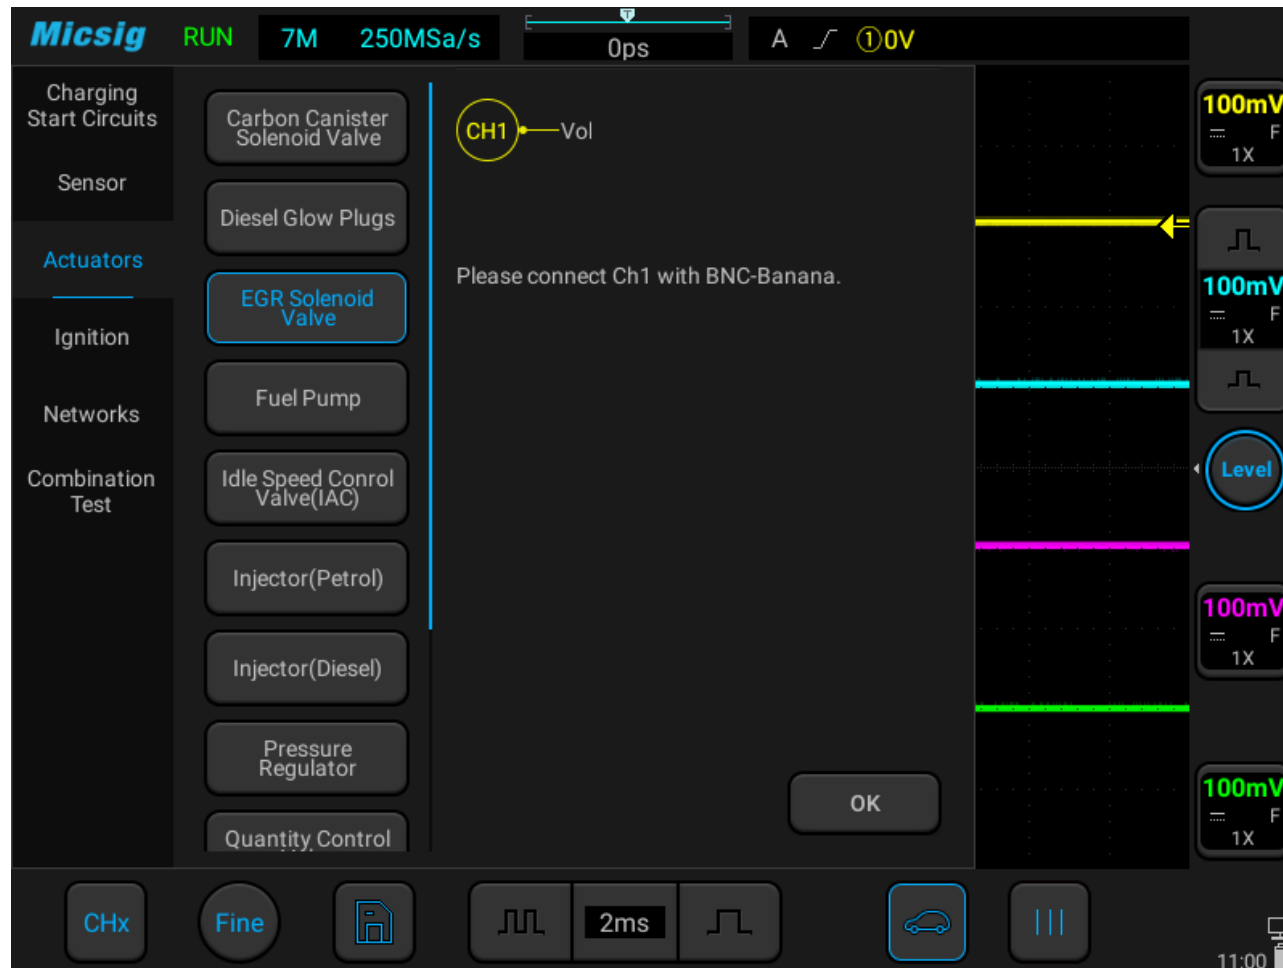 Micsig
RUN
7M
250MSa/s
T
0ps
A
①0V
Charging
Start Circuits
Sensor
Actuators
Ignition
Networks
Combination
Test
Carbon Canister
Solenoid Valve
Diesel Glow Plugs
EGR Solenoid
Valve
Fuel Pump
Idle Speed Conrol
Valve(IAC)
Injector(Petrol)
Injector(Diesel)
Pressure
Regulator
Quantity Control
CH1
Vol
Please connect Ch1 with BNC-Banana.
OK
100mV
F
1X
100mV
F
1X
Level
100mV
F
1X
100mV
F
1X
CHx
Fine
2ms
11:00